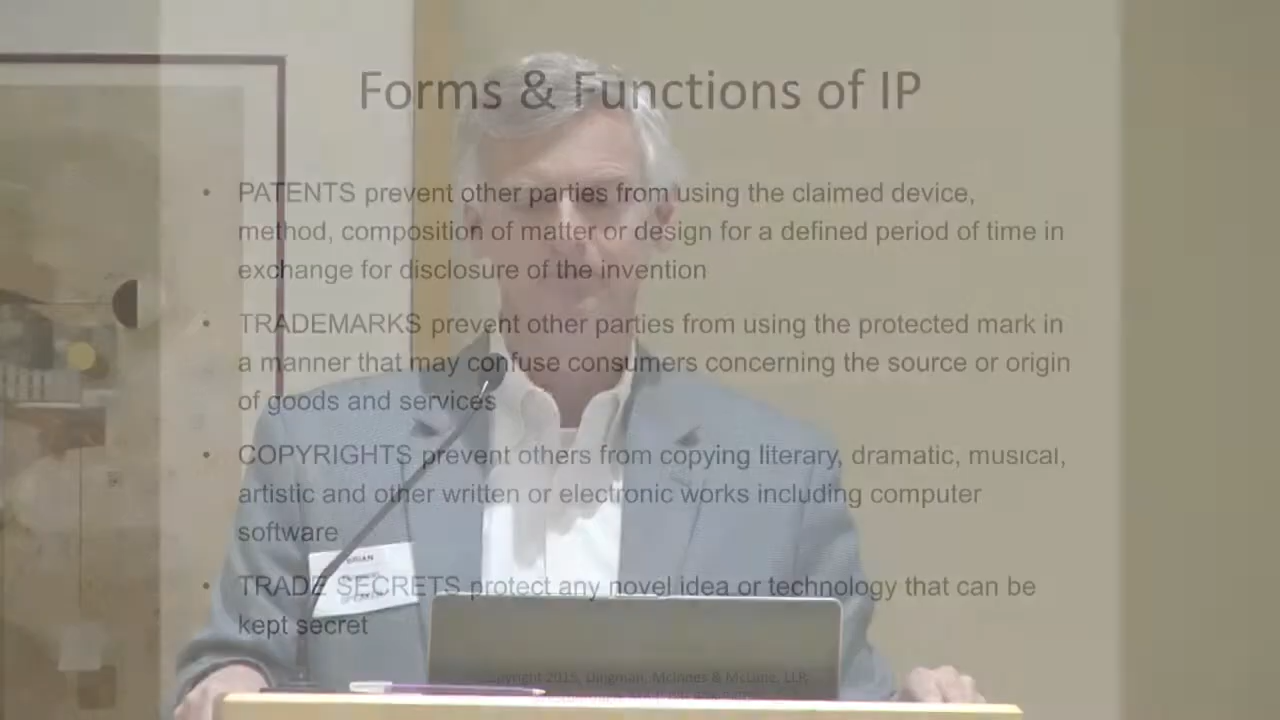 Forms & Functions of IP
• PATENTS prevent other parties from using the claimed device,
method, composition of matter or design for a defined period of time in
exchange for disclosure of the invention
• TRADEMARKS prevent other parties from using the protected mark in
a manner that may confuse consumers concerning the source or origin
of goods and services
• COPYRIGHTS prevent others from copying literary, dramatic, musical,
artistic and other written or electronic works including computer
software
BRIAN
SPEAKER
• TRADE SECRETS protect any novel idea or technology that can be
kept secret
Copyright 2015, Dingman, McInnes & McLane, LLP,